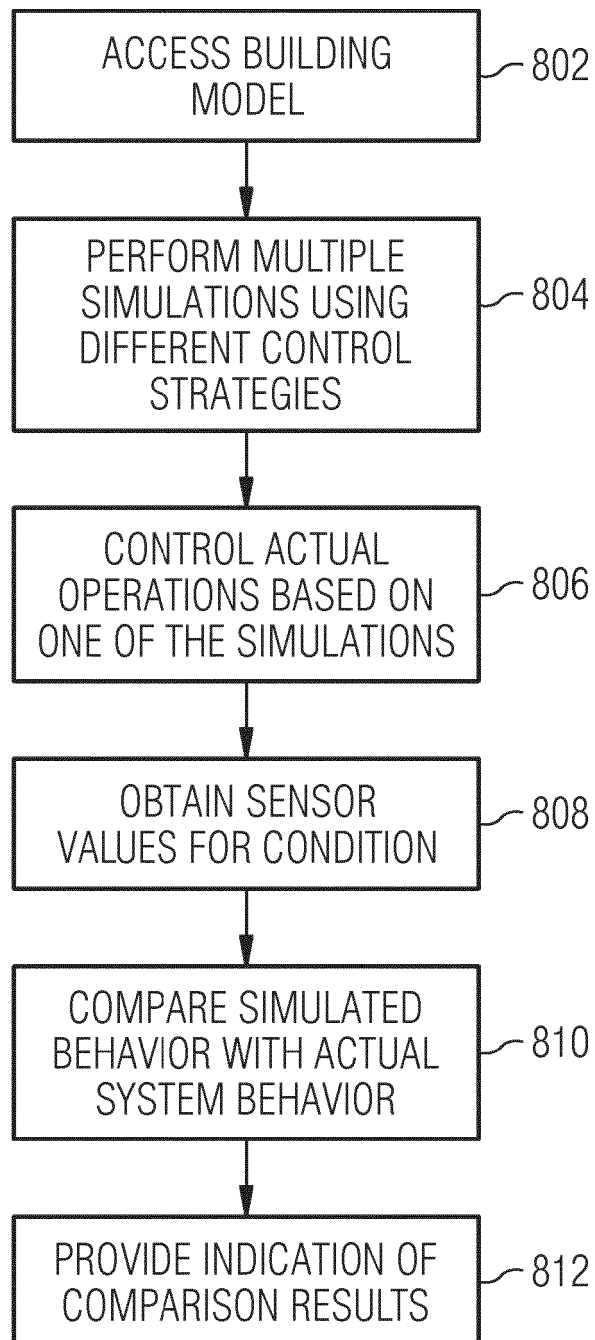 ACCESS BUILDING
MODEL
802
PERFORM MULTIPLE
SIMULATIONS USING
DIFFERENT CONTROL
STRATEGIES
804
CONTROL ACTUAL
OPERATIONS BASED ON
ONE OF THE SIMULATIONS
806
OBTAIN SENSOR
VALUES FOR CONDITION
808
COMPARE SIMULATED
BEHAVIOR WITH ACTUAL
SYSTEM BEHAVIOR
810
PROVIDE INDICATION OF
COMPARISON RESULTS
812